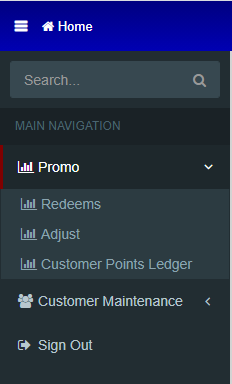 Home
Search...
MAIN NAVIGATION
Promo
Redeems
Adjust
Customer Points Ledger
Customer Maintenance
Sign Out